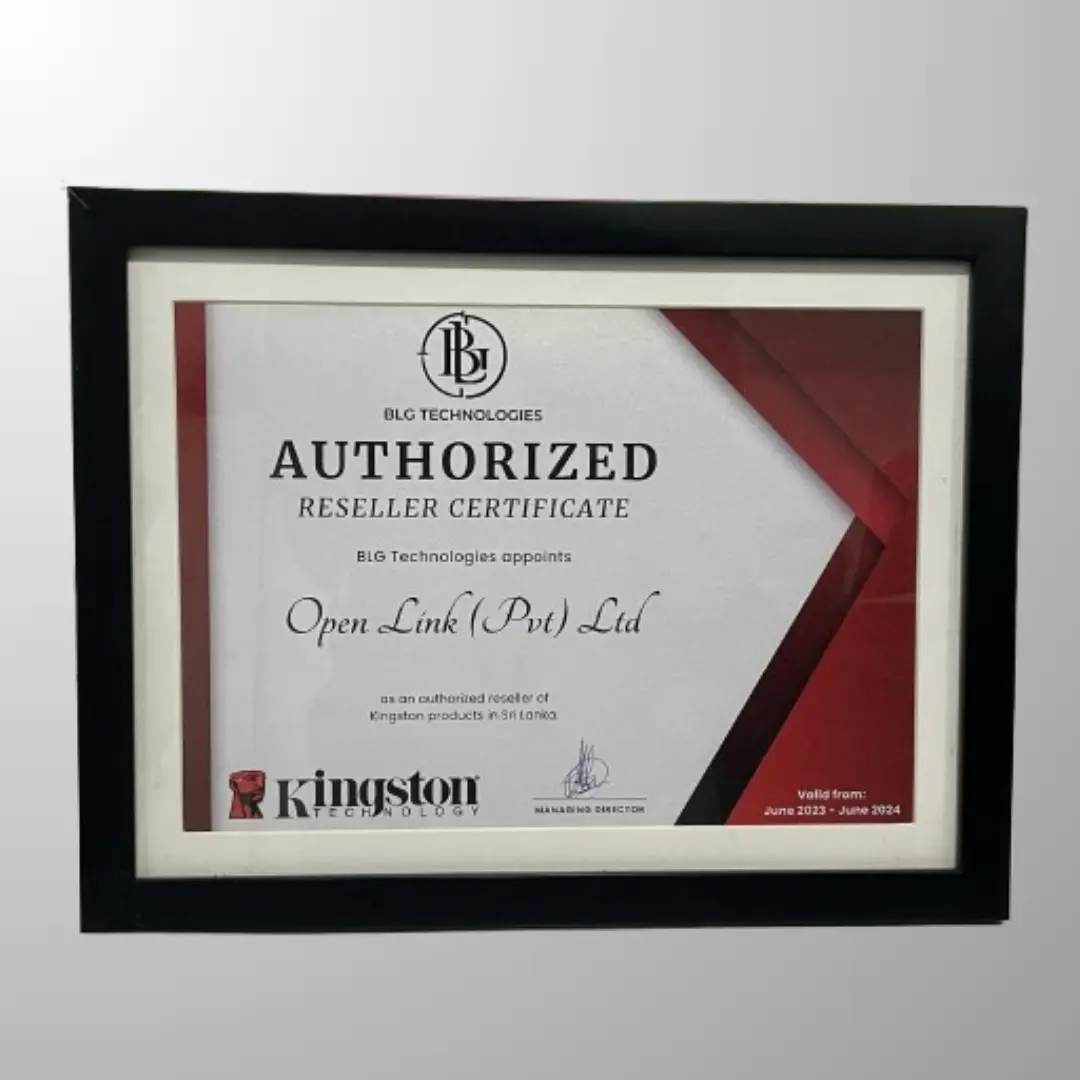 BLG
BLG TECHNOLOGIES
AUTHORIZED
RESELLER CERTIFICATE
BLG Technologies appoints
Open Link (Pvt) Ltd
as an authorized reseller of
Kingston products in Sri Lanka.
Kingston
TECHNOLOGY
MANAGING DIRECTOR
Valid from:
June 2023 - June 2024